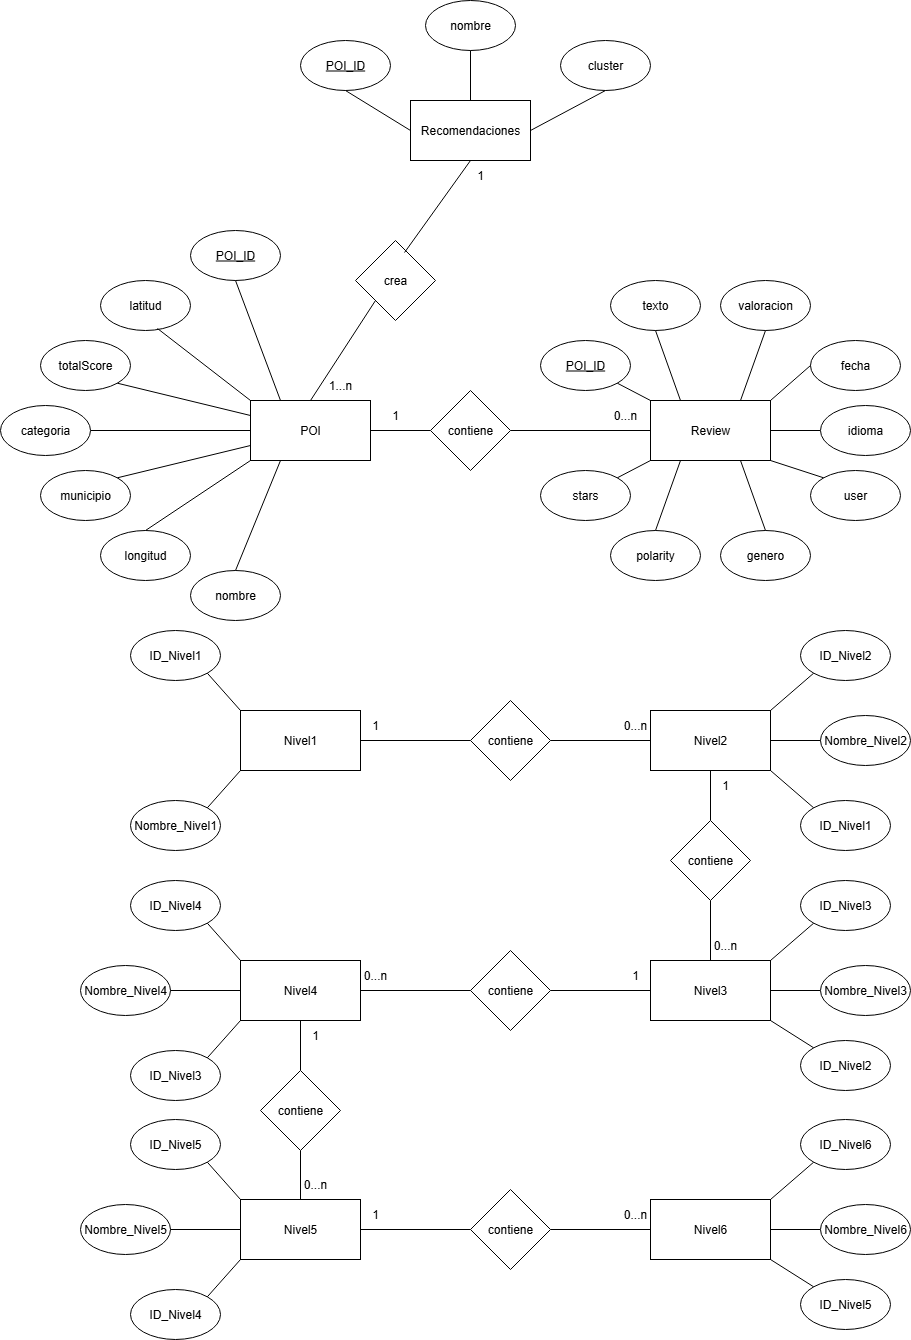 nombre
POI_ID
cluster
Recomendaciones
1
POI_ID
crea
latitud
texto
valoracion
totalScore
POI_ID
fecha
1...n
1
0...n
categoria
POI
contiene
Review
idioma
municipio
stars
user
longitud
polarity
genero
nombre
ID_Nivel1
ID_Nivel2
1
0...n
Nivel1
contiene
Nivel2
Nombre_Nivel2
1
Nombre_Nivel1
ID_Nivel1
contiene
ID_Nivel4
ID_Nivel3
0...n
0...n
1
Nombre_Nivel4
Nivel4
contiene
Nivel3
Nombre_Nivel3
1
ID_Nivel3
ID_Nivel2
contiene
ID_Nivel5
ID_Nivel6
0...n
1
0...n
Nombre_Nivel5
Nivel5
contiene
Nivel6
Nombre_Nivel6
ID_Nivel4
ID_Nivel5